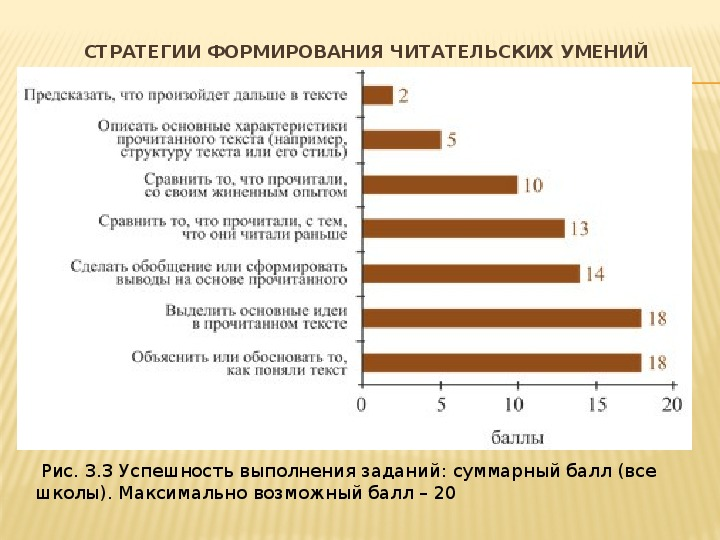 СТРАТЕГИИ ФОРМИРОВАНИЯ ЧИТАТЕЛЬСКИХ УМЕНИЙ
Предсказать, что произойдет дальше в тексте
2
Описать основные характеристики
прочитанного текста (например,
структуру текста или его стиль)
5
Сравнить то, что прочитали,
со своим жиненным опытом
10
Сравнить то, что прочитали, с тем,
что они читали раньше
13
Сделать обобщение или сформировать
выводы на основе прочитанного
14
Выделить основные идеи
в прочитанном тексте
18
Объяснить или обосновать то,
как поняли текст
18
0 5 10 15 20
баллы
Рис. 3.3 Успешность выполнения заданий: суммарный балл (все
школы). Максимально возможный балл – 20